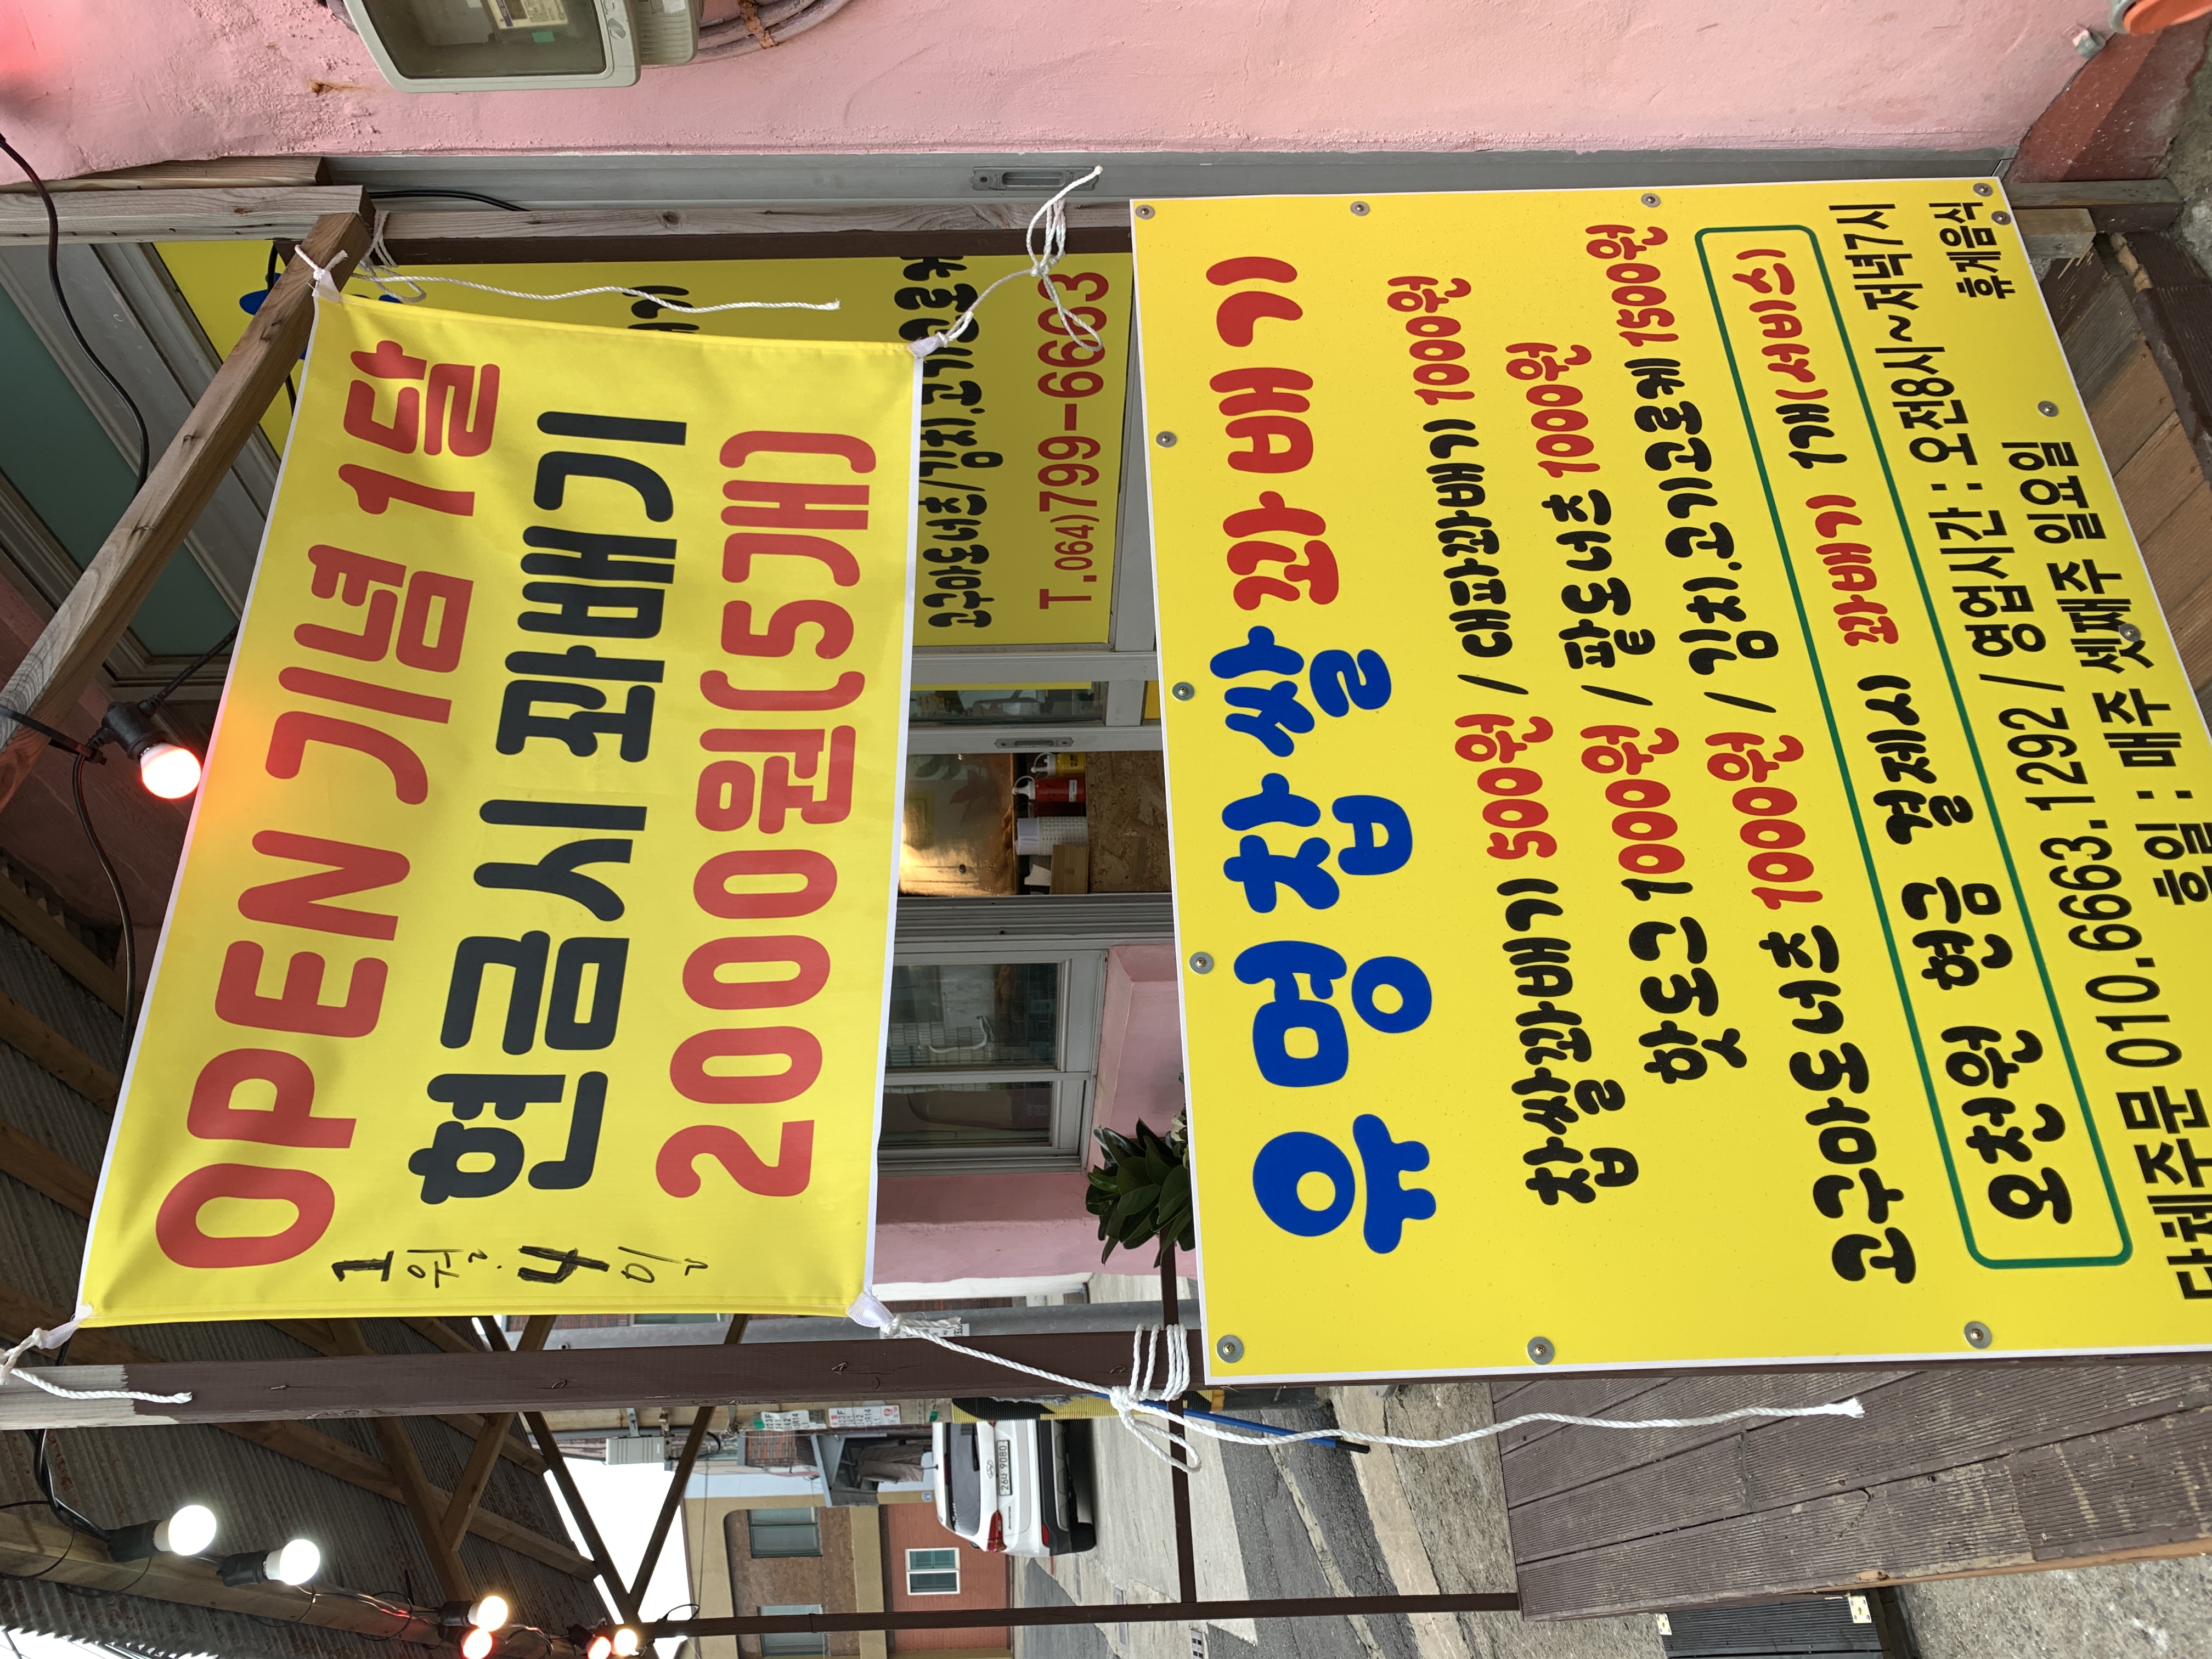 OPEN 기념 1달
현금시 꽈배기
2000원(5개)
1월. 4일
고구마도너츠/김치.고기고로케
T.064)799-6603
유명찹쌀꽈배기
찹쌀꽈배기 500원 / 대파꽈배기 1000원
핫도그 1000원 / 팥도너츠 1000원
고구마도너츠 1000원 / 김치.고기고로케 1500원
오천원 현금 결제시 꽈배기 1개(서비스)
단체주문 010.6663.1292 / 영업시간 : 오전8시~저녁7시
휴일 : 매주 셋째주 일요일
휴게음식
26서 9080